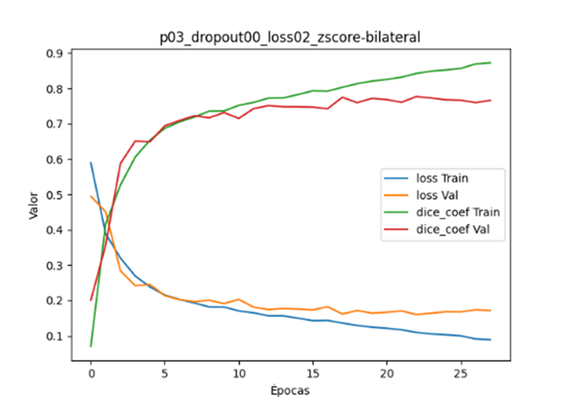 p03_dropout00_loss02_zscore-bilateral
0.9
0.8
0.7
0.6
0.5
0.4
0.3
0.2
0.1
Valor
loss Train
loss Val
dice_coef Train
dice_coef Val
0 5 10 15 20 25
Épocas